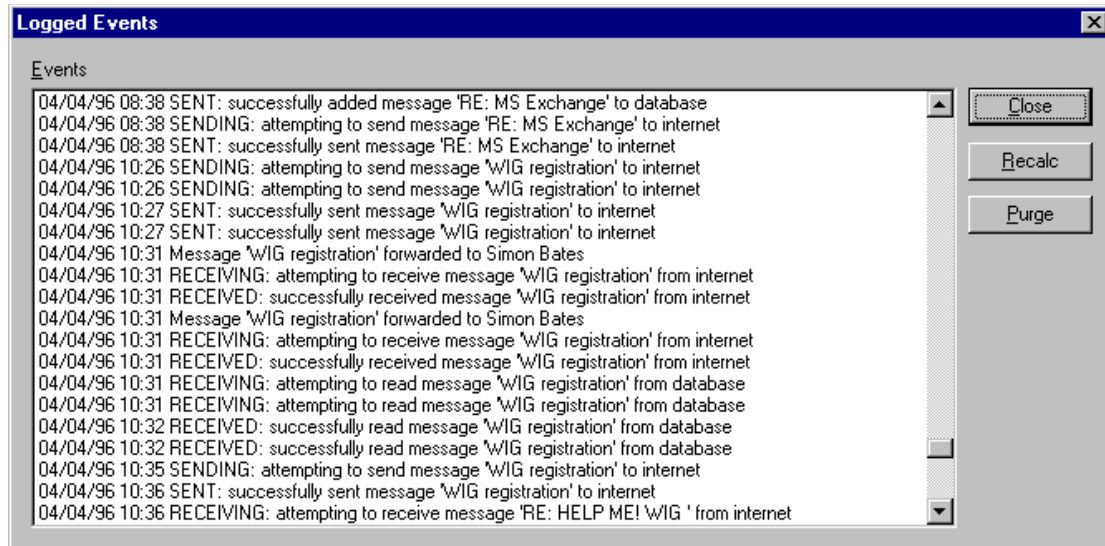 Logged Events
Events
04/04/96 08:38 SENT: successfully added message 'RE: MS Exchange' to database
04/04/96 08:38 SENDING: attempting to send message 'RE: MS Exchange' to internet
04/04/96 08:38 SENT: successfully sent message 'RE: MS Exchange' to internet
04/04/96 10:26 SENDING: attempting to send message 'WIG registration' to internet
04/04/96 10:26 SENDING: attempting to send message 'WIG registration' to internet
04/04/96 10:27 SENT: successfully sent message 'WIG registration' to internet
04/04/96 10:27 SENT: successfully sent message 'WIG registration' to internet
04/04/96 10:31 Message 'WIG registration' forwarded to Simon Bates
04/04/96 10:31 RECEIVING: attempting to receive message 'WIG registration' from internet
04/04/96 10:31 RECEIVED: successfully received message 'WIG registration' from internet
04/04/96 10:31 Message 'WIG registration' forwarded to Simon Bates
04/04/96 10:31 RECEIVING: attempting to receive message 'WIG registration' from internet
04/04/96 10:31 RECEIVED: successfully received message 'WIG registration' from internet
04/04/96 10:31 RECEIVING: attempting to read message 'WIG registration' from database
04/04/96 10:31 RECEIVING: attempting to read message 'WIG registration' from database
04/04/96 10:32 RECEIVED: successfully read message 'WIG registration' from database
04/04/96 10:32 RECEIVED: successfully read message 'WIG registration' from database
04/04/96 10:35 SENDING: attempting to send message 'WIG registration' to internet
04/04/96 10:36 SENT: successfully sent message 'WIG registration' to internet
04/04/96 10:36 RECEIVING: attempting to receive message 'RE: HELP ME! WIG ' from internet
Close
Recalc
Purge